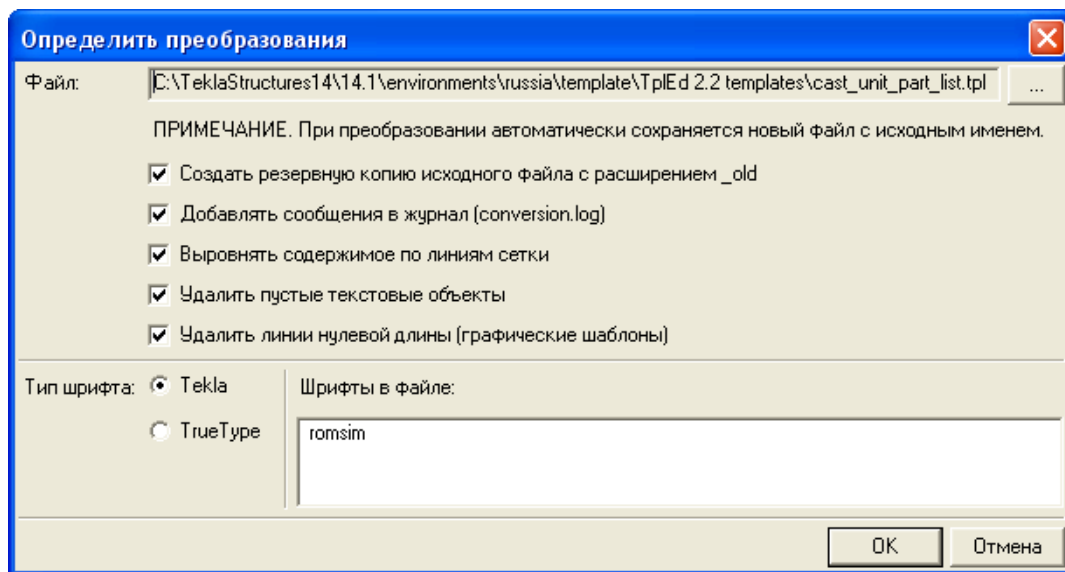 Определить преобразования
Файл: C:\TeklaStructures14\14.1\environments\russia\template\TplEd 2.2 templates\cast_unit_part_list.tpl ...
ПРИМЕЧАНИЕ. При преобразовании автоматически сохраняется новый файл с исходным именем.
Создать резервную копию исходного файла с расширением _old
Добавлять сообщения в журнал (conversion.log)
Выровнять содержимое по линиям сетки
Удалить пустые текстовые объекты
Удалить линии нулевой длины (графические шаблоны)
Тип шрифта: Tekla Шрифты в файле:
TrueType romsim
OK Отмена